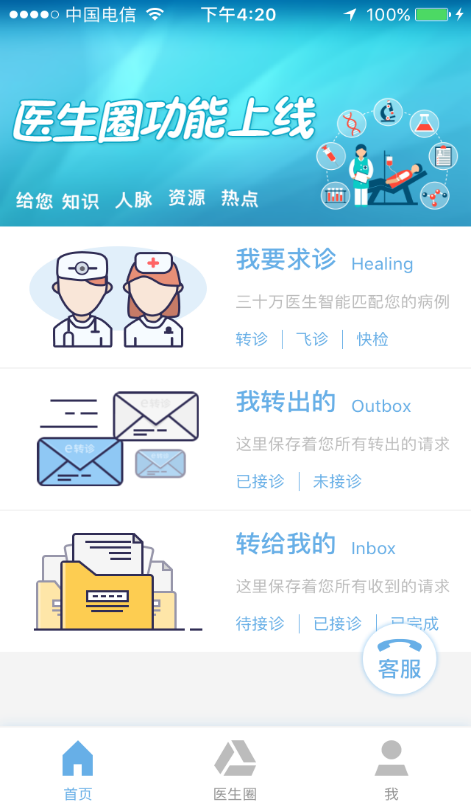 中国电信 下午4:20 100%
医生圈功能上线
给您 知识 人脉 资源 热点
我要求诊 Healing
三十万医生智能匹配您的病例
转诊 飞诊 快检
我转出的 Outbox
这里保存着您所有转出的请求
已接诊 未接诊
e转诊
e转诊
转给我的 Inbox
这里保存着您所有收到的请求
待接诊 已接诊 已完成
客服
首页 医生圈 我